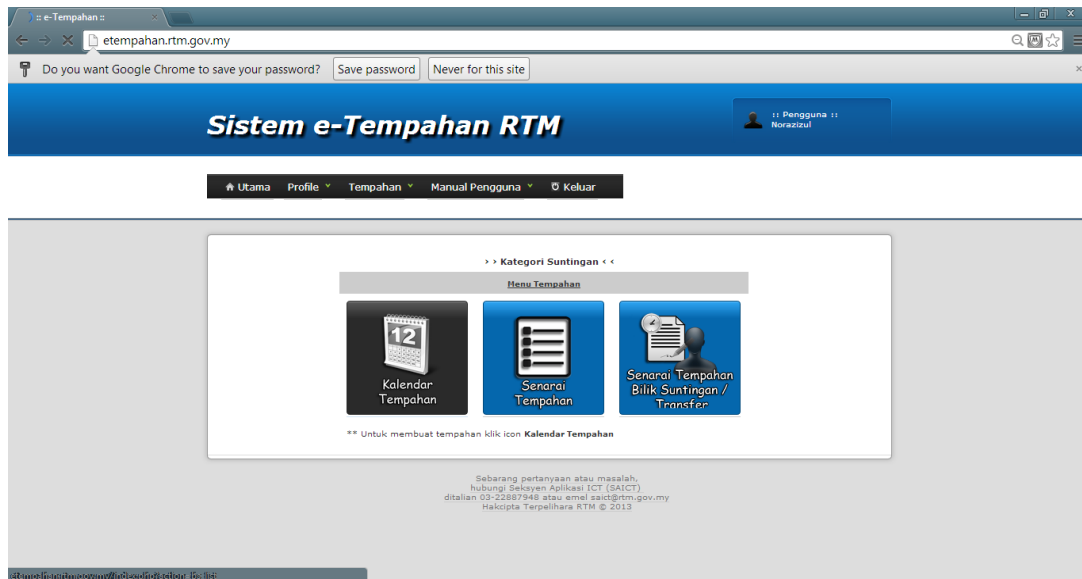 :: e-Tempahan ::
etempahan.rtm.gov.my
Do you want Google Chrome to save your password? Save password Never for this site
Sistem e-Tempahan RTM
:: Pengguna ::
Norazizul
Utama Profile Tempahan Manual Pengguna Keluar
> > Kategori Suntingan < <
Menu Tempahan
12
Kalendar
Tempahan
Senarai
Tempahan
Senarai Tempahan
Bilik Suntingan /
Transfer
** Untuk membuat tempahan klik icon Kalendar Tempahan
Sebarang pertanyaan atau masalah,
hubungi Seksyen Aplikasi ICT (SAICT)
ditalian 03-22887948 atau emel saict@rtm.gov.my
Hakcipta Terpelihara RTM © 2013